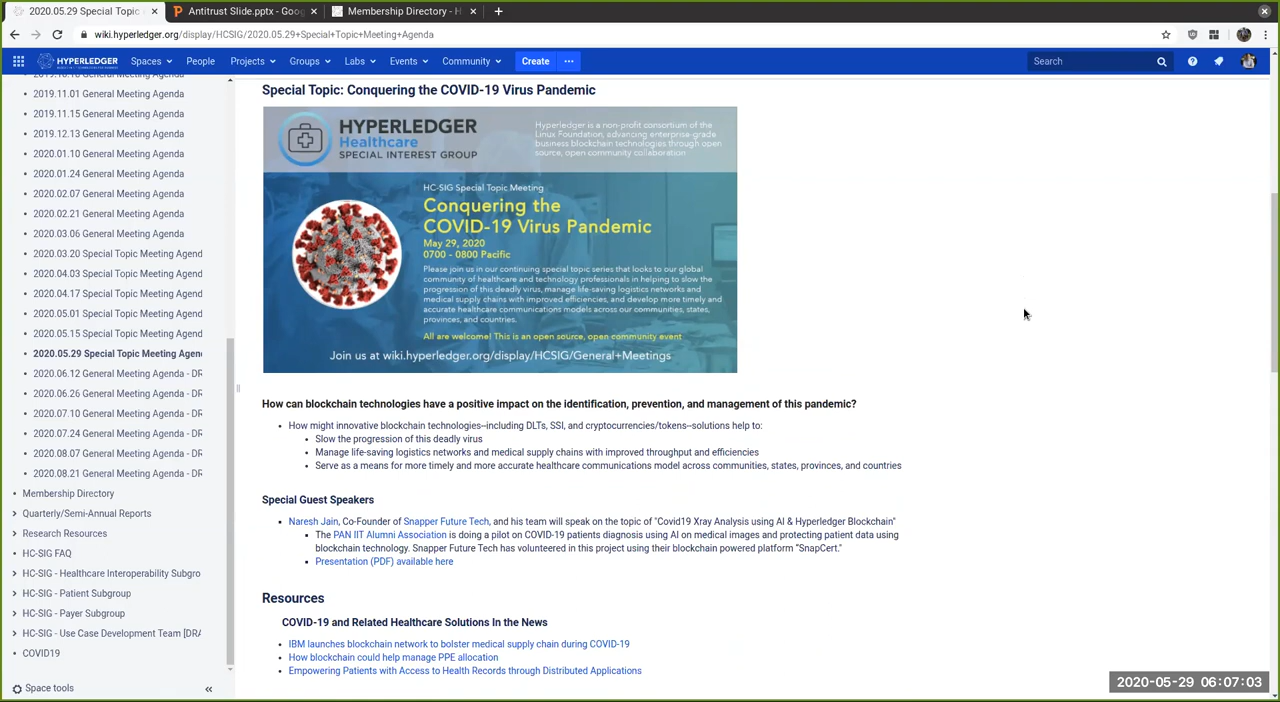 2020.05.29 Special Topic
Antitrust Slide.pptx - Goog
Membership Directory - H
wiki.hyperledger.org/display/HCSIG/2020.05.29+Special+Topic+Meeting+Agenda
HYPERLEDGER
Spaces
People
Projects
Groups
Labs
Events
Community
Create
Search
2019.10.18 General Meeting Agenda
2019.11.01 General Meeting Agenda
2019.11.15 General Meeting Agenda
2019.12.13 General Meeting Agenda
2020.01.10 General Meeting Agenda
2020.01.24 General Meeting Agenda
2020.02.07 General Meeting Agenda
2020.02.21 General Meeting Agenda
2020.03.06 General Meeting Agenda
2020.03.20 Special Topic Meeting Agend
2020.04.03 Special Topic Meeting Agend
2020.04.17 Special Topic Meeting Agend
2020.05.01 Special Topic Meeting Agend
2020.05.15 Special Topic Meeting Agend
2020.05.29 Special Topic Meeting Agen
2020.06.12 General Meeting Agenda - DR
2020.06.26 General Meeting Agenda - DR
2020.07.10 General Meeting Agenda - DR
2020.07.24 General Meeting Agenda - DR
2020.08.07 General Meeting Agenda - DR
2020.08.21 General Meeting Agenda - DR
Membership Directory
Quarterly/Semi-Annual Reports
Research Resources
HC-SIG FAQ
HC-SIG - Healthcare Interoperability Subgro
HC-SIG - Patient Subgroup
HC-SIG - Payer Subgroup
HC-SIG - Use Case Development Team [DRA
COVID19
Space tools
Special Topic: Conquering the COVID-19 Virus Pandemic
HYPERLEDGER
Healthcare
SPECIAL INTEREST GROUP
Hyperledger is a non-profit consortium of the
Linux Foundation, advancing enterprise-grade
business blockchain technologies through open
source, open community collaboration
HC-SIG Special Topic Meeting
Conquering the
COVID-19 Virus Pandemic
May 29, 2020
0700 - 0800 Pacific
Please join us in our continuing special topic series that looks to our global
community of healthcare and technology professionals in helping to slow the
progression of this deadly virus, manage life-saving logistics networks and
medical supply chains with improved efficiencies, and develop more timely and
accurate healthcare communications models across our communities, states,
provinces, and countries.
All are welcome! This is an open source, open community event
Join us at wiki.hyperledger.org/display/HCSIG/General+Meetings
How can blockchain technologies have a positive impact on the identification, prevention, and management of this pandemic?
How might innovative blockchain technologies--including DLTs, SSI, and cryptocurrencies/tokens--solutions help to:
Slow the progression of this deadly virus
Manage life-saving logistics networks and medical supply chains with improved throughput and efficiencies
Serve as a means for more timely and more accurate healthcare communications model across communities, states, provinces, and countries
Special Guest Speakers
Naresh Jain, Co-Founder of Snapper Future Tech, and his team will speak on the topic of "Covid19 Xray Analysis using AI & Hyperledger Blockchain"
The PAN IIT Alumni Association is doing a pilot on COVID-19 patients diagnosis using AI on medical images and protecting patient data using
blockchain technology. Snapper Future Tech has volunteered in this project using their blockchain powered platform "SnapCert."
Presentation (PDF) available here
Resources
COVID-19 and Related Healthcare Solutions In the News
IBM launches blockchain network to bolster medical supply chain during COVID-19
How blockchain could help manage PPE allocation
Empowering Patients with Access to Health Records through Distributed Applications
2020-05-29 06:07:03